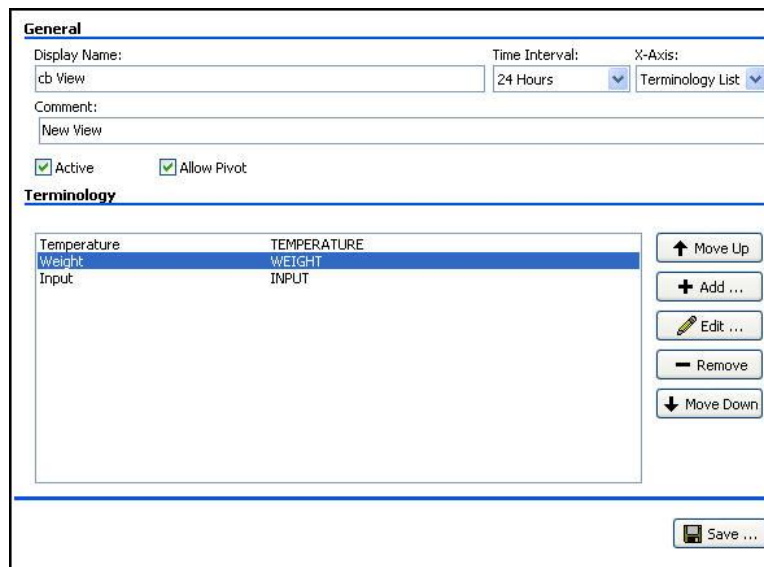 General
Display Name: Time Interval: X-Axis:
cb View 24 Hours Terminology List
Comment:
New View
Active Allow Pivot
Terminology
Temperature TEMPERATURE
Weight WEIGHT
Input INPUT
Move Up
Add ...
Edit ...
Remove
Move Down
Save ...